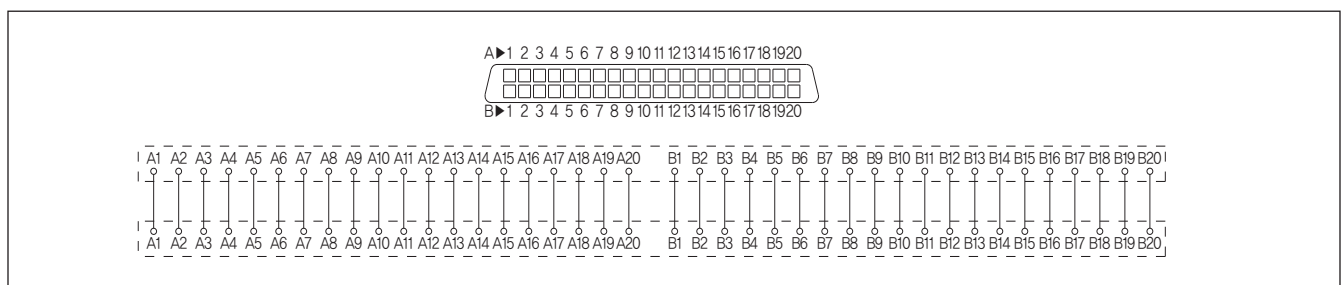 A▶1 2 3 4 5 6 7 8 9 10 11 12 13 14 15 16 17 18 19 20
B▶1 2 3 4 5 6 7 8 9 10 11 12 13 14 15 16 17 18 19 20
A1 A2 A3 A4 A5 A6 A7 A8 A9 A10 A11 A12 A13 A14 A15 A16 A17 A18 A19 A20 B1 B2 B3 B4 B5 B6 B7 B8 B9 B10 B11 B12 B13 B14 B15 B16 B17 B18 B19 B20
A1 A2 A3 A4 A5 A6 A7 A8 A9 A10 A11 A12 A13 A14 A15 A16 A17 A18 A19 A20 B1 B2 B3 B4 B5 B6 B7 B8 B9 B10 B11 B12 B13 B14 B15 B16 B17 B18 B19 B20